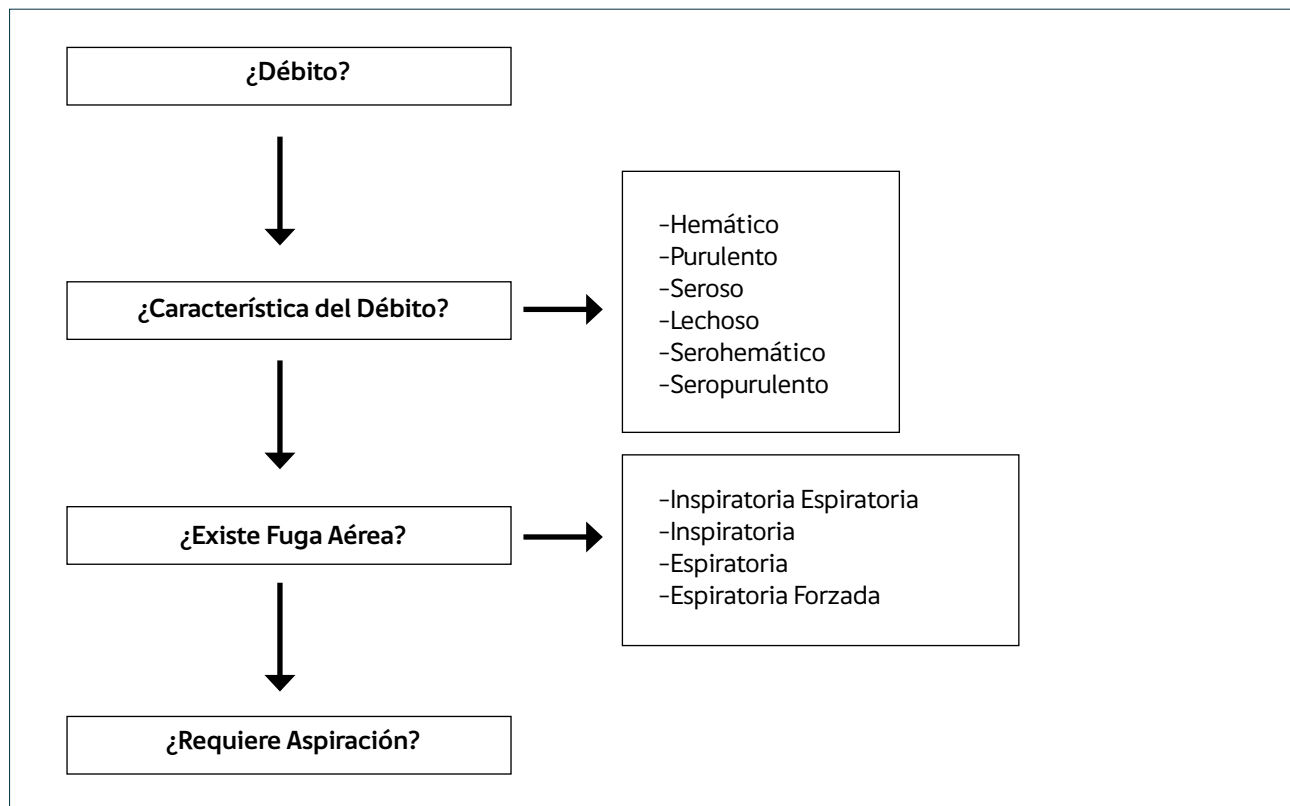 ¿Débito?
¿Característica del Débito?
-Hemático
-Purulento
-Seroso
-Lechoso
-Serohemático
-Seropurulento
¿Existe Fuga Aérea?
-Inspiratoria Espiratoria
-Inspiratoria
-Espiratoria
-Espiratoria Forzada
¿Requiere Aspiración?